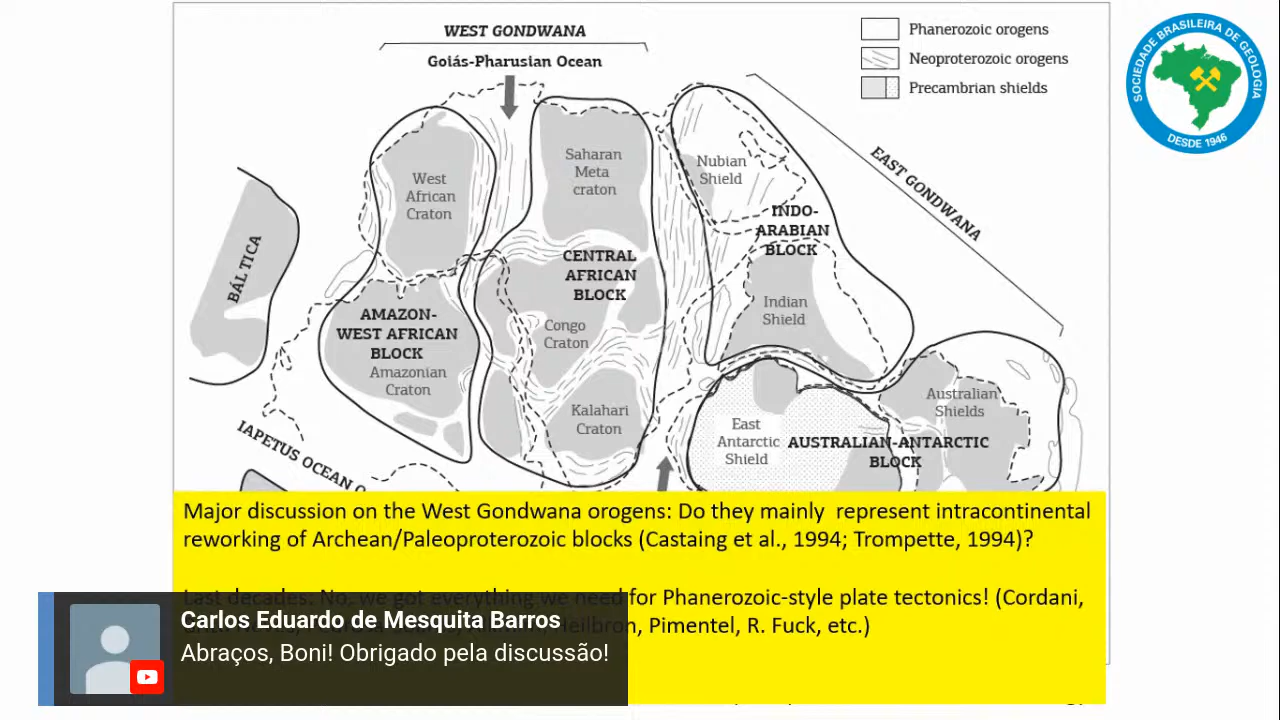 WEST GONDWANA
Goiás-Pharusian Ocean
Phanerozoic orogens
Neoproterozoic orogens
Precambrian shields
SOCIEDADE BRASILEIRA DE GEOLOGIA
DESDE 1946
EAST GONDWANA
West
African
Craton
Saharan
Meta
craton
Nubian
Shield
INDO-
ARABIAN
BLOCK
BÁL TICA
CENTRAL
AFRICAN
BLOCK
AMAZON-
WEST AFRICAN
BLOCK
Amazonian
Craton
Congo
Craton
Indian
Shield
Kalahari
Craton
Australian
Shields
East
Antarctic
Shield
AUSTRALIAN-ANTARCTIC
BLOCK
IAPETUS OCEAN
Major discussion on the West Gondwana orogens: Do they mainly represent intracontinental
reworking of Archean/Paleoproterozoic blocks (Castaing et al., 1994; Trompette, 1994)?
Last decades: No, we got everything we need for Phanerozoic-style plate tectonics! (Cordani,
Heilbron, Pimentel, R. Fuck, etc.)
Carlos Eduardo de Mesquita Barros
Abraços, Boni! Obrigado pela discussão!